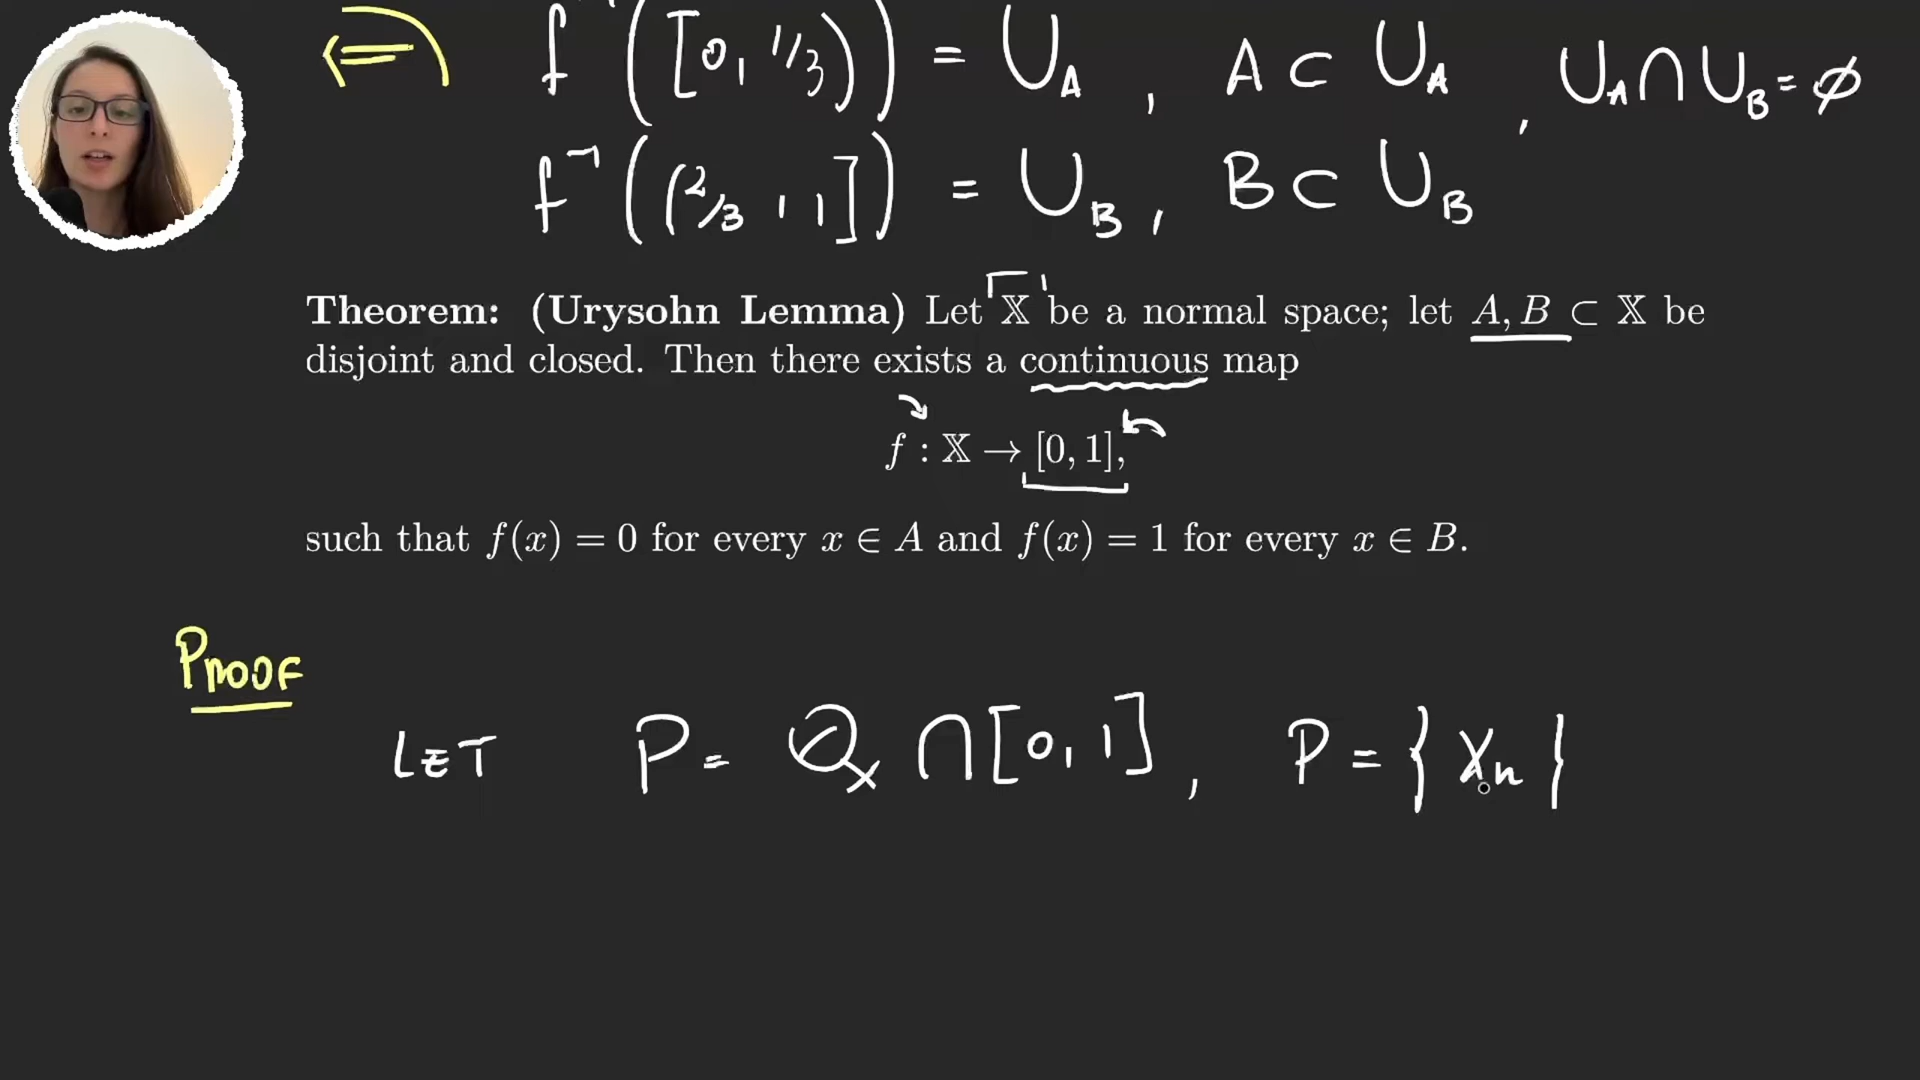 ⇐) f⁻¹([0, 1/3)) = U_A , A ⊂ U_A , U_A ∩ U_B = ∅
f⁻¹((2/3, 1]) = U_B , B ⊂ U_B
Theorem: (Urysohn Lemma) Let 𝕏 be a normal space; let A, B ⊂ 𝕏 be
disjoint and closed. Then there exists a continuous map
f : 𝕏 → [0, 1],
such that f(x) = 0 for every x ∈ A and f(x) = 1 for every x ∈ B.
PROOF
LET P = Q ∩ [0, 1] , P = { x_n }